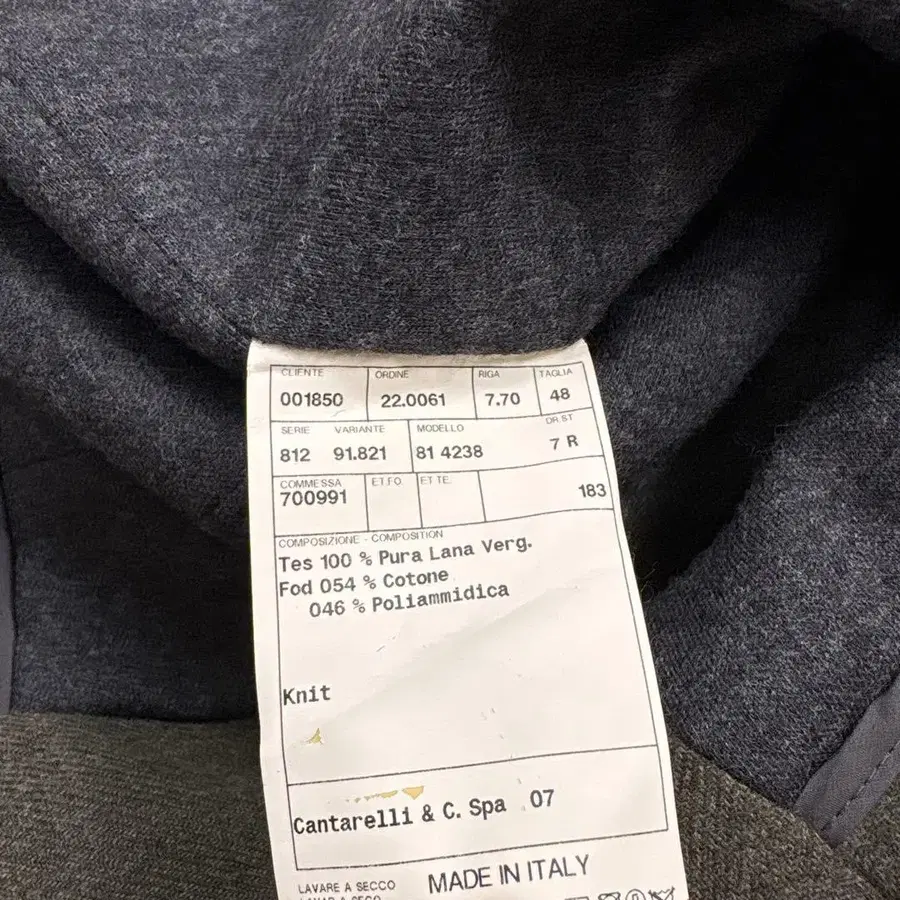 CLIENTE ORDINE RIGA TAGLIA
001850 22.0061 7.70 48
SERIE VARIANTE MODELLO DR.ST
812 91.821 81 4238 7 R
COMMESSA ET.FO. ET.TE.
700991 183
COMPOSIZIONE - COMPOSITION
Tes 100 % Pura Lana Verg.
Fod 054 % Cotone
046 % Poliammidica
Knit
Cantarelli & C. Spa 07
LAVARE A SECCO MADE IN ITALY